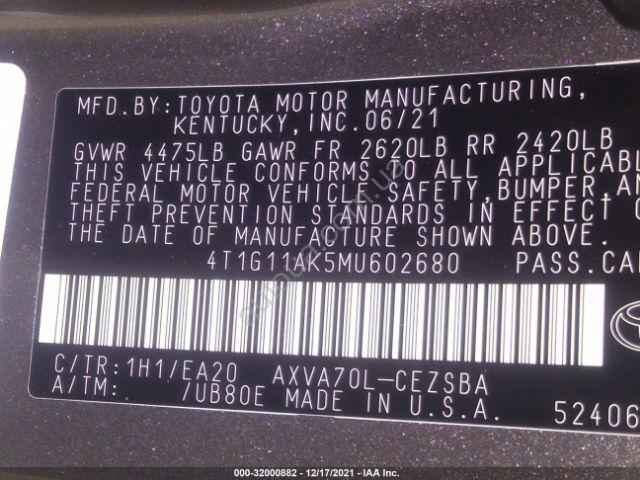 MFD.BY:TOYOTA MOTOR MANUFACTURING,
KENTUCKY,INC.06/21
GVWR 4475LB GAWR FR 2620LB RR 2420LB
THIS VEHICLE CONFORMS TO ALL APPLICABL
FEDERAL MOTOR VEHICLE SAFETY,BUMPER,AN
THEFT PREVENTION STANDARDS IN EFFECT O
THE DATE OF MANUFACTURE SHOWN ABOVE.
4T1G11AK5MU602680 PASS.CAR
C/TR:1H1/EA20 AXVA70L-CEZSBA
A/TM: /UB80E MADE IN U.S.A.
52406
000-32000882 - 12/17/2021 - IAA Inc.